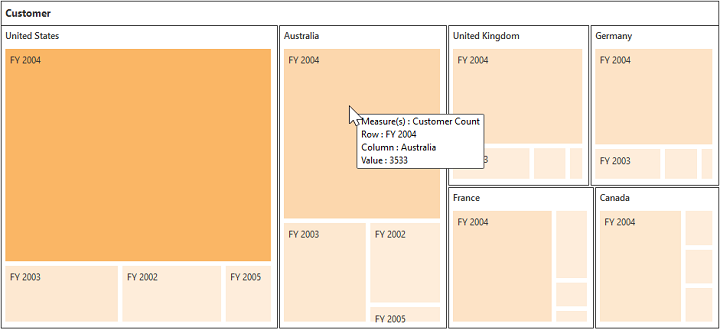 Customer
United States
FY 2004
FY 2003
FY 2002
FY 2005
Australia
FY 2004
Measure(s) : Customer Count
Row : FY 2004
Column : Australia
Value : 3533
FY 2003
FY 2002
FY 2005
United Kingdom
FY 2004
3
Germany
FY 2004
FY 2003
France
FY 2004
Canada
FY 2004